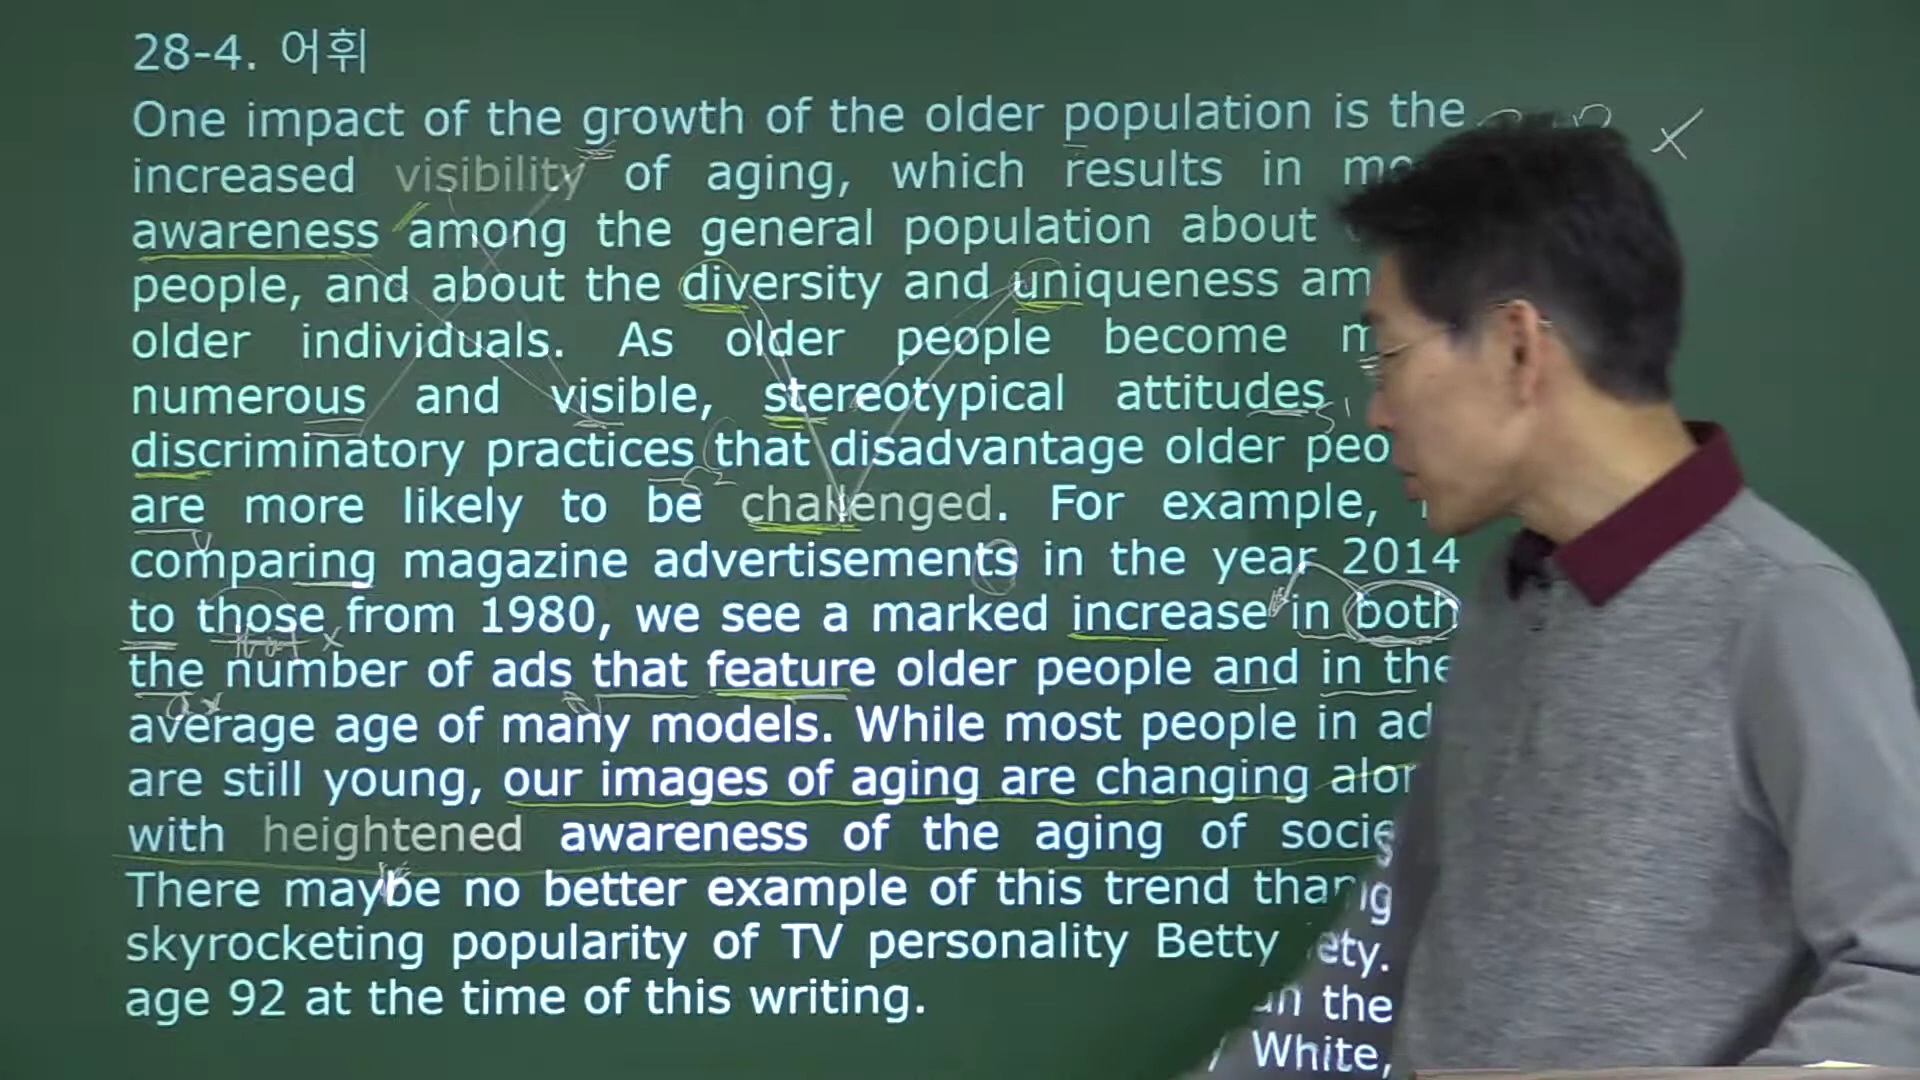 28-4. 어휘
One impact of the growth of the older population is the
increased visibility of aging, which results in
awareness among the general population about
people, and about the diversity and uniqueness
older individuals. As older people become
numerous and visible, stereotypical attitudes
discriminatory practices that disadvantage older
are more likely to be challenged. For example,
comparing magazine advertisements in the year 2014
to those from 1980, we see a marked increase in both
the number of ads that feature older people and in the
average age of many models. While most people in
are still young, our images of aging are changing
with heightened awareness of the aging of
There maybe no better example of this trend
skyrocketing popularity of TV personality Betty
age 92 at the time of this writing.
the
White,